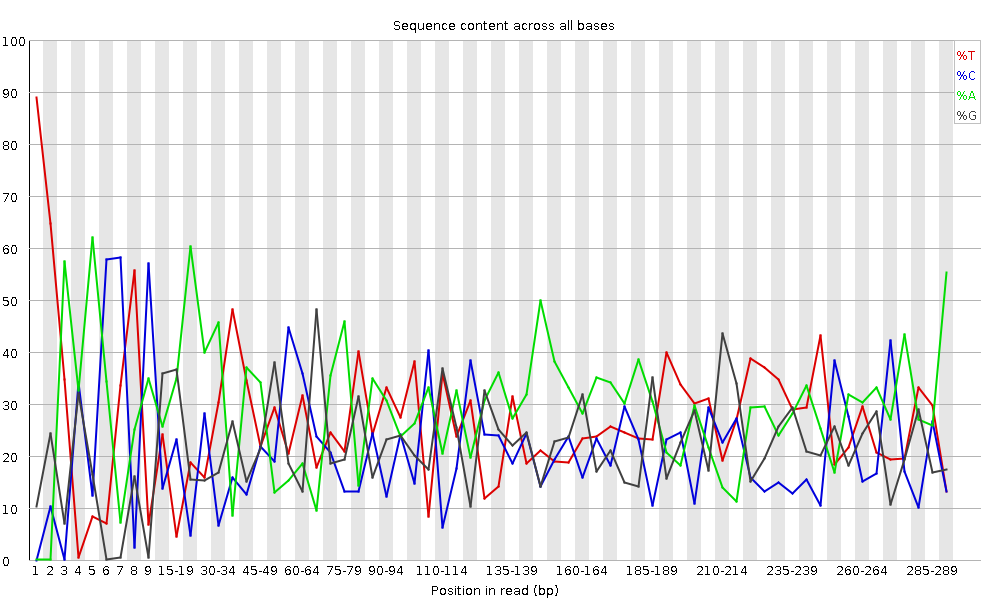 Sequence content across all bases
100
90
80
70
60
50
40
30
20
10
0
%T
%C
%A
%G
1 2 3 4 5 6 7 8 9 15-19 30-34 45-49 60-64 75-79 90-94 110-114 135-139 160-164 185-189 210-214 235-239 260-264 285-289
Position in read (bp)